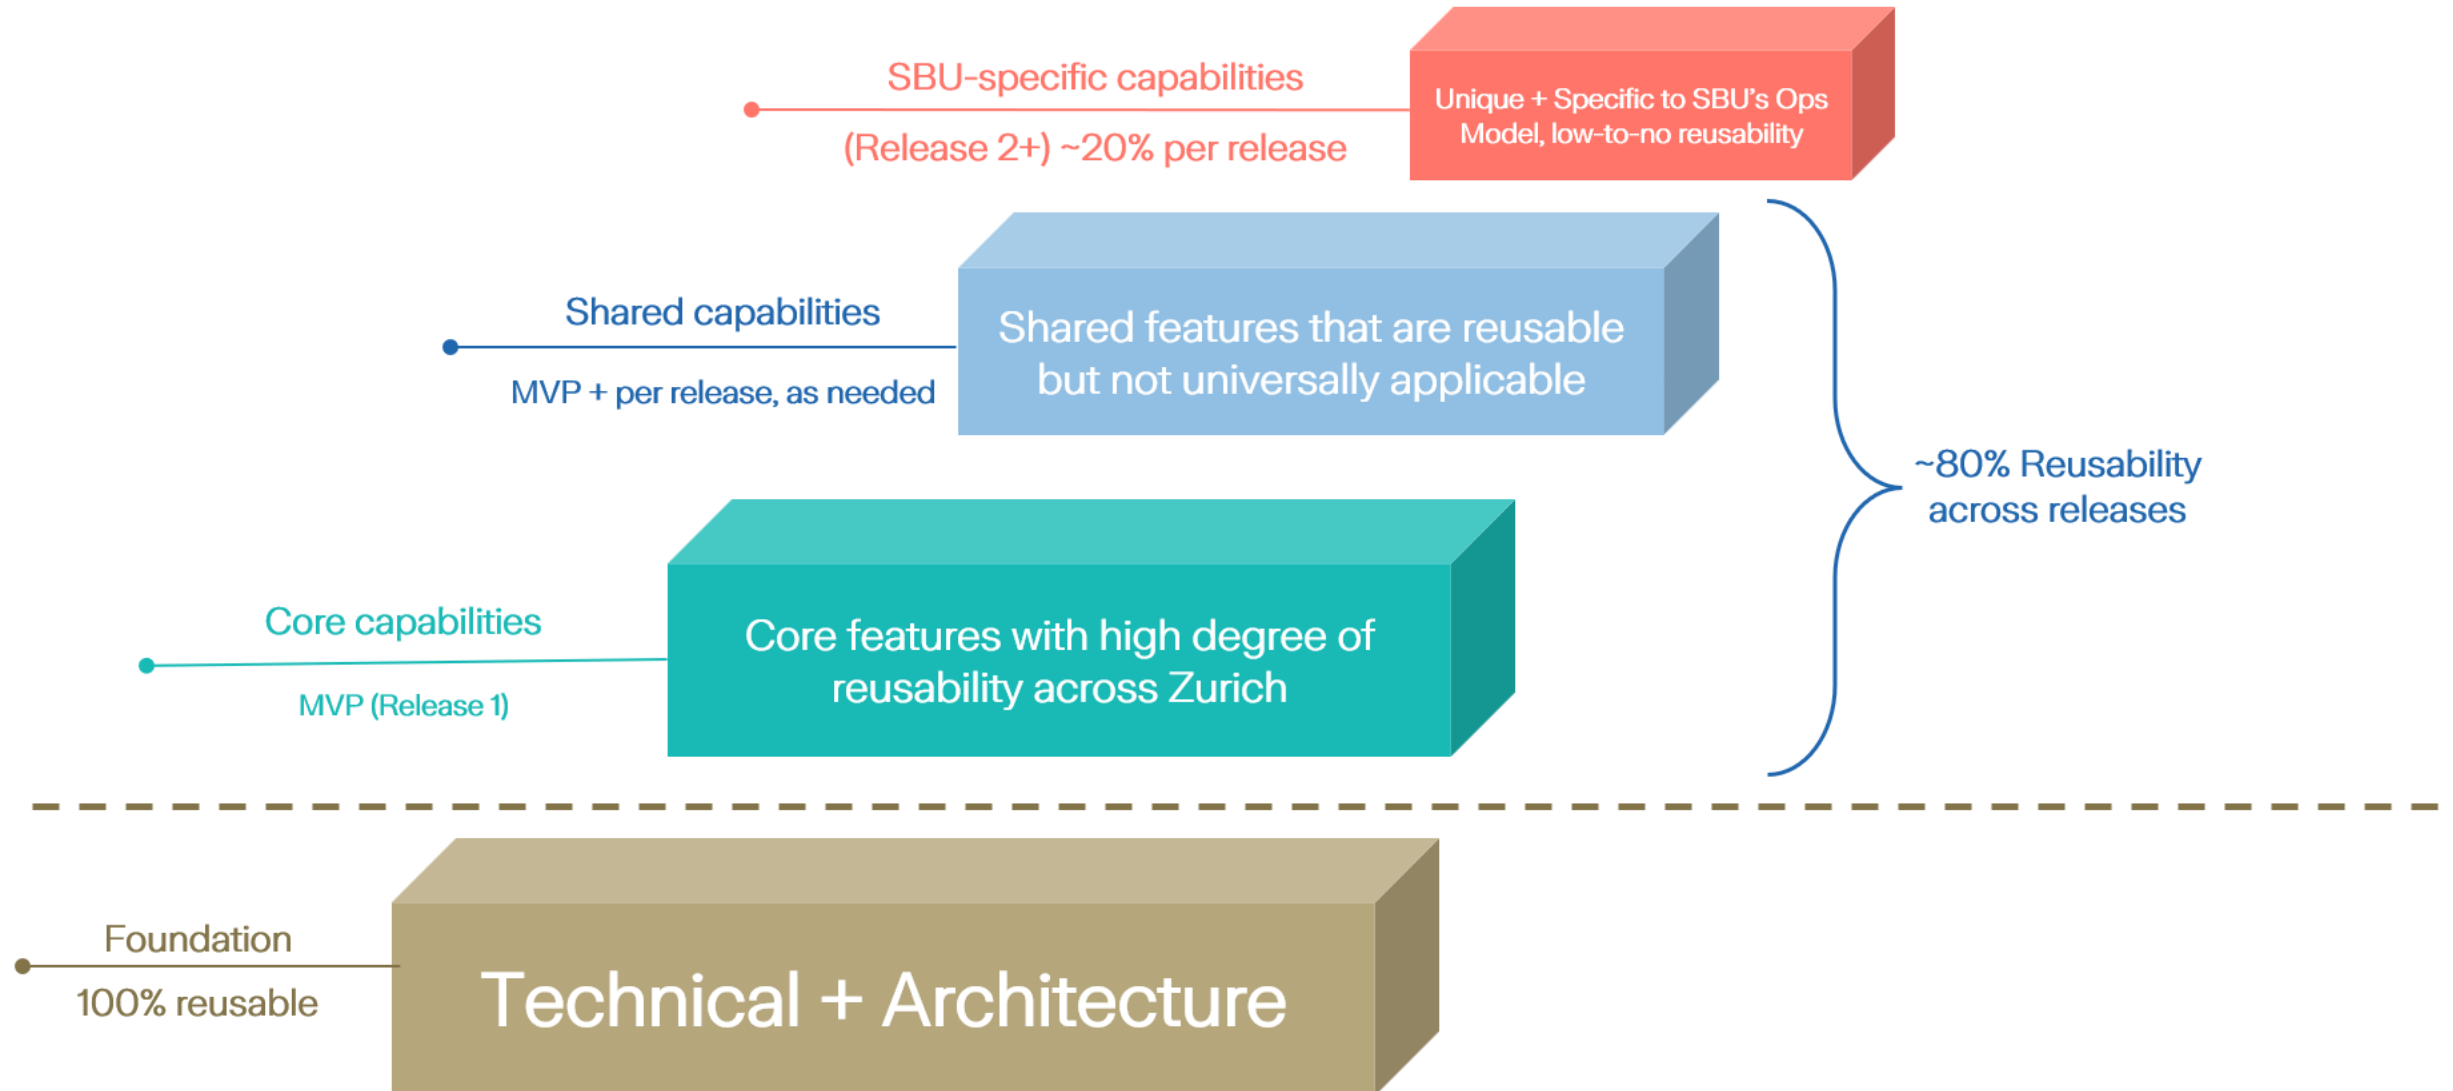 SBU-specific capabilities
(Release 2+) ~20% per release
Unique + Specific to SBU's Ops
Model, low-to-no reusability
Shared capabilities
MVP + per release, as needed
Shared features that are reusable
but not universally applicable
~80% Reusability
across releases
Core capabilities
MVP (Release 1)
Core features with high degree of
reusability across Zurich
Foundation
100% reusable
Technical + Architecture